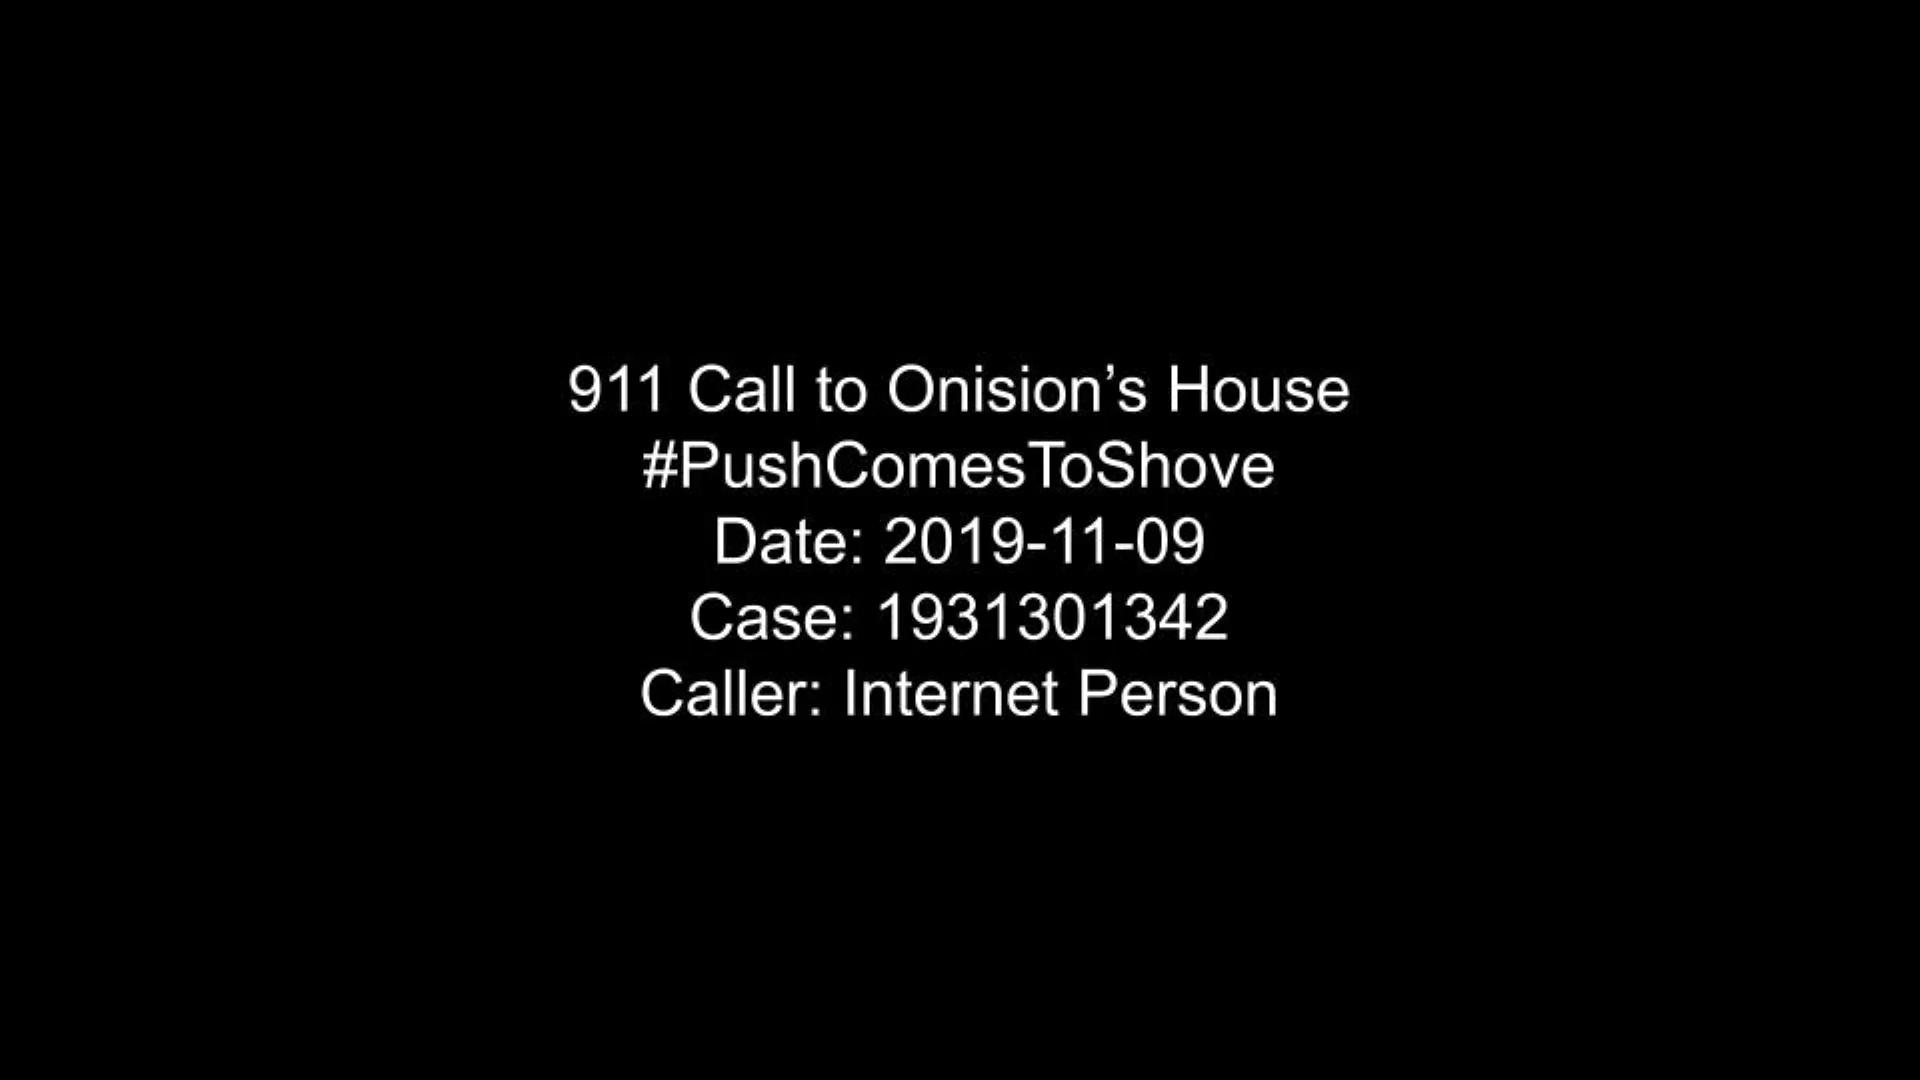 911 Call to Onision’s House
#PushComesToShove
Date: 2019-11-09
Case: 1931301342
Caller: Internet Person